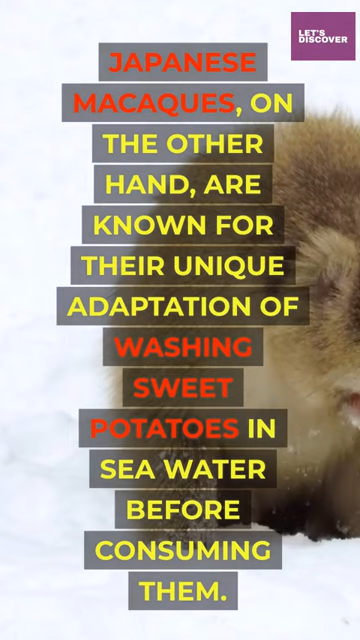 LET'S
DISCOVER
JAPANESE
MACAQUES, ON
THE OTHER
HAND, ARE
KNOWN FOR
THEIR UNIQUE
ADAPTATION OF
WASHING
SWEET
POTATOES IN
SEA WATER
BEFORE
CONSUMING
THEM.